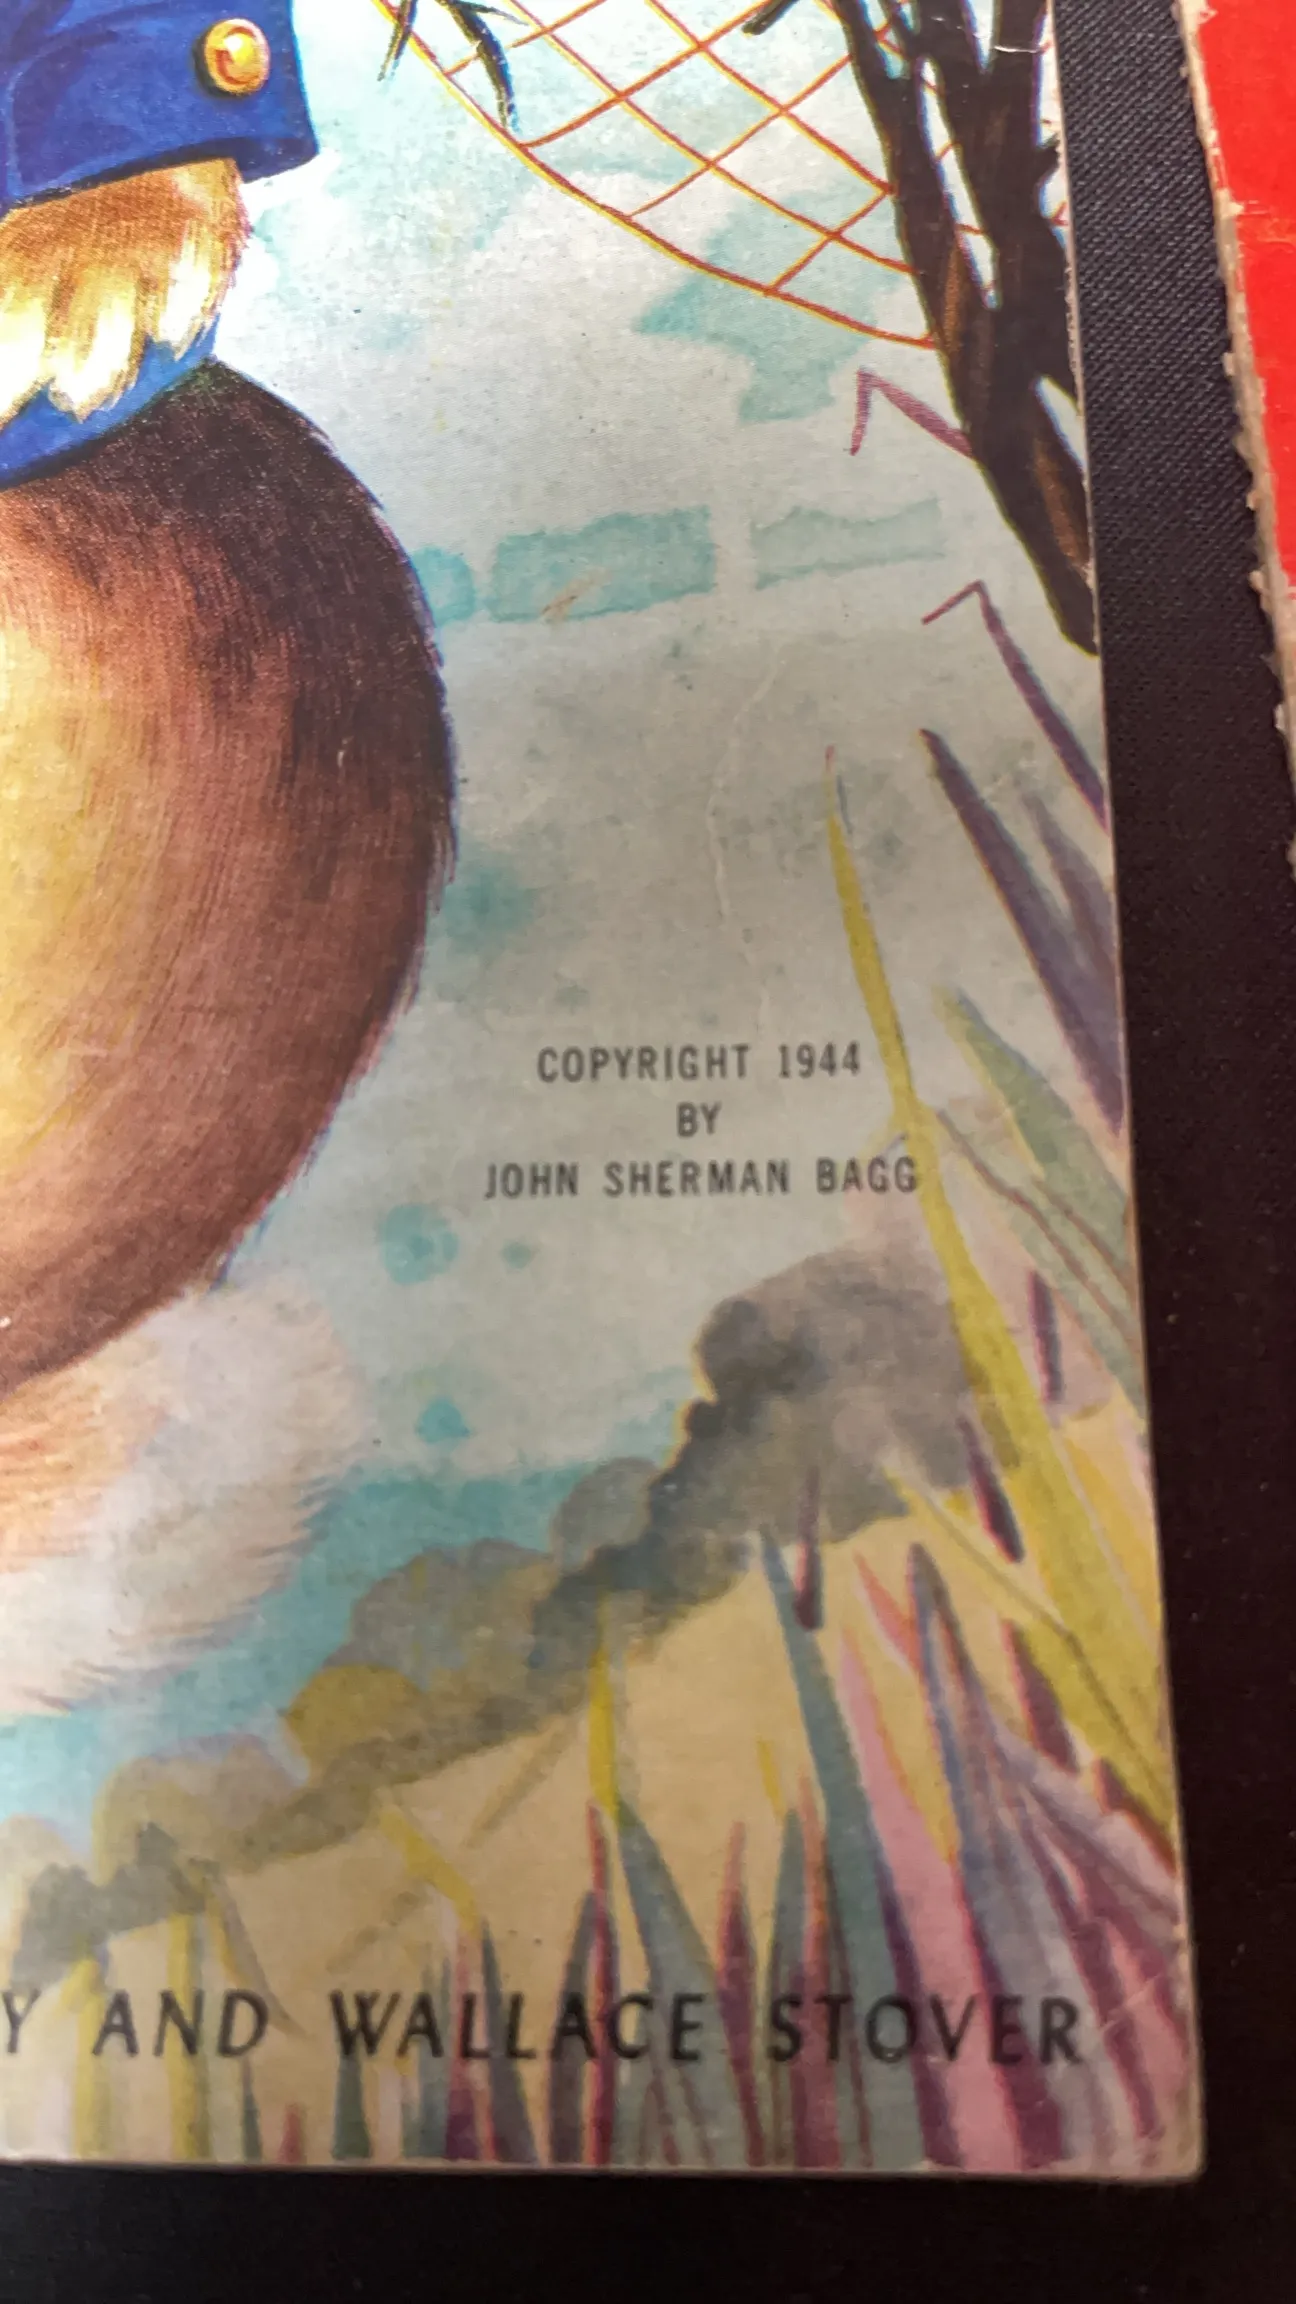 COPYRIGHT 1944
BY
JOHN SHERMAN BAGG
Y AND WALLACE STOVER